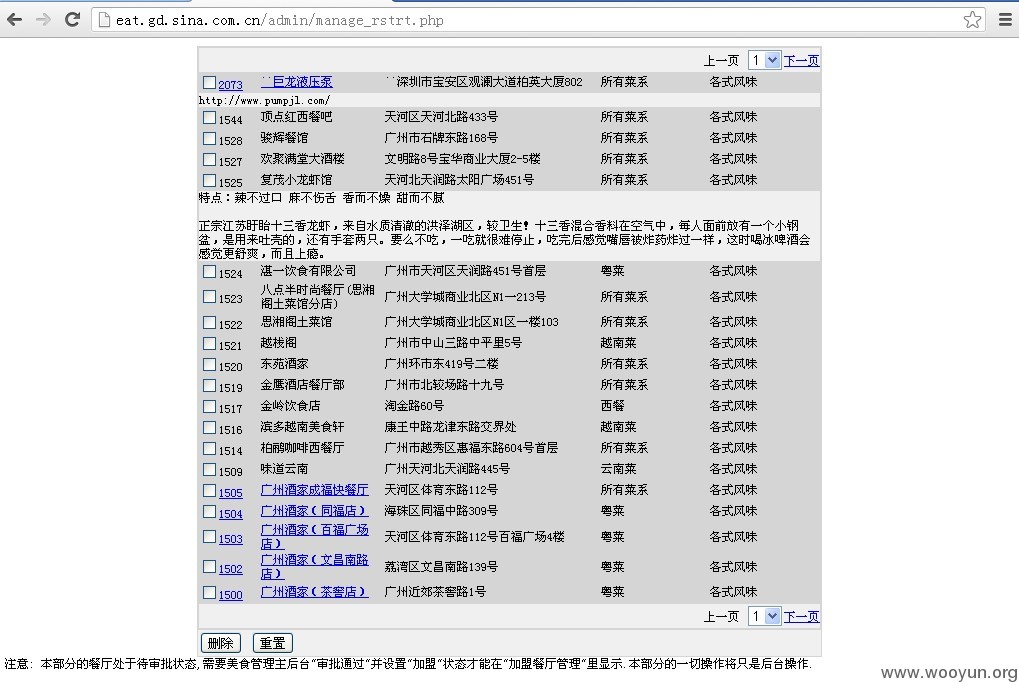 eat.gd.sina.com.cn/admin/manage_rstrt.php
上一页 1 下一页
2073 ``巨龙液压泵 ``深圳市宝安区观澜大道柏英大厦802 所有菜系 各式风味
http://www.pumpjl.com/
1544 顶点红西餐吧 天河区天河北路433号 所有菜系 各式风味
1528 骏辉餐馆 广州市石牌东路168号 所有菜系 各式风味
1527 欢聚满堂大酒楼 文明路8号宝华商业大厦2-5楼 所有菜系 各式风味
1525 复茂小龙虾馆 天河北天润路太阳广场451号 所有菜系 各式风味
特点：辣不过口 麻不伤舌 香而不燥 甜而不腻
正宗江苏盱眙十三香龙虾，来自水质清澈的洪泽湖区，较卫生！十三香混合香料在空气中，每人面前放有一个小钢
盆，是用来吐壳的，还有手套两只。要么不吃，一吃就很难停止，吃完后感觉嘴唇被炸药炸过一样，这时喝冰啤酒会
感觉更舒爽，而且上瘾。
1524 湛一饮食有限公司 广州市天河区天润路451号首层 粤菜 各式风味
1523 八点半时尚餐厅(思湘阁土菜馆分店) 广州大学城商业北区N1一213号 所有菜系 各式风味
1522 思湘阁土菜馆 广州大学城商业北区N1区一楼103 所有菜系 各式风味
1521 越栈阁 广州市中山三路中平里5号 越南菜 各式风味
1520 东苑酒家 广州环市东419号二楼 所有菜系 各式风味
1519 金鹰酒店餐厅部 广州市北较场路十九号 所有菜系 各式风味
1517 金岭饮食店 淘金路60号 西餐 各式风味
1516 滨多越南美食轩 康王中路龙津东路交界处 越南菜 各式风味
1514 柏鹂咖啡西餐厅 广州市越秀区惠福东路604号首层 所有菜系 各式风味
1509 味道云南 广州天河北天润路445号 云南菜 各式风味
1505 广州酒家成福快餐厅 天河区体育东路112号 所有菜系 各式风味
1504 广州酒家（同福店） 海珠区同福中路309号 粤菜 各式风味
1503 广州酒家（百福广场店） 天河区体育东路112号百福广场4楼 粤菜 各式风味
1502 广州酒家（文昌南路店） 荔湾区文昌南路139号 粤菜 各式风味
1500 广州酒家（茶窖店） 广州近郊茶窖路1号 粤菜 各式风味
上一页 1 下一页
删除 重置
注意: 本部分的餐厅处于待审批状态,需要美食管理主后台"审批通过"并设置"加盟"状态才能在"加盟餐厅管理"里显示.本部分的一切操作将只是后台操作.
www.wooyun.org